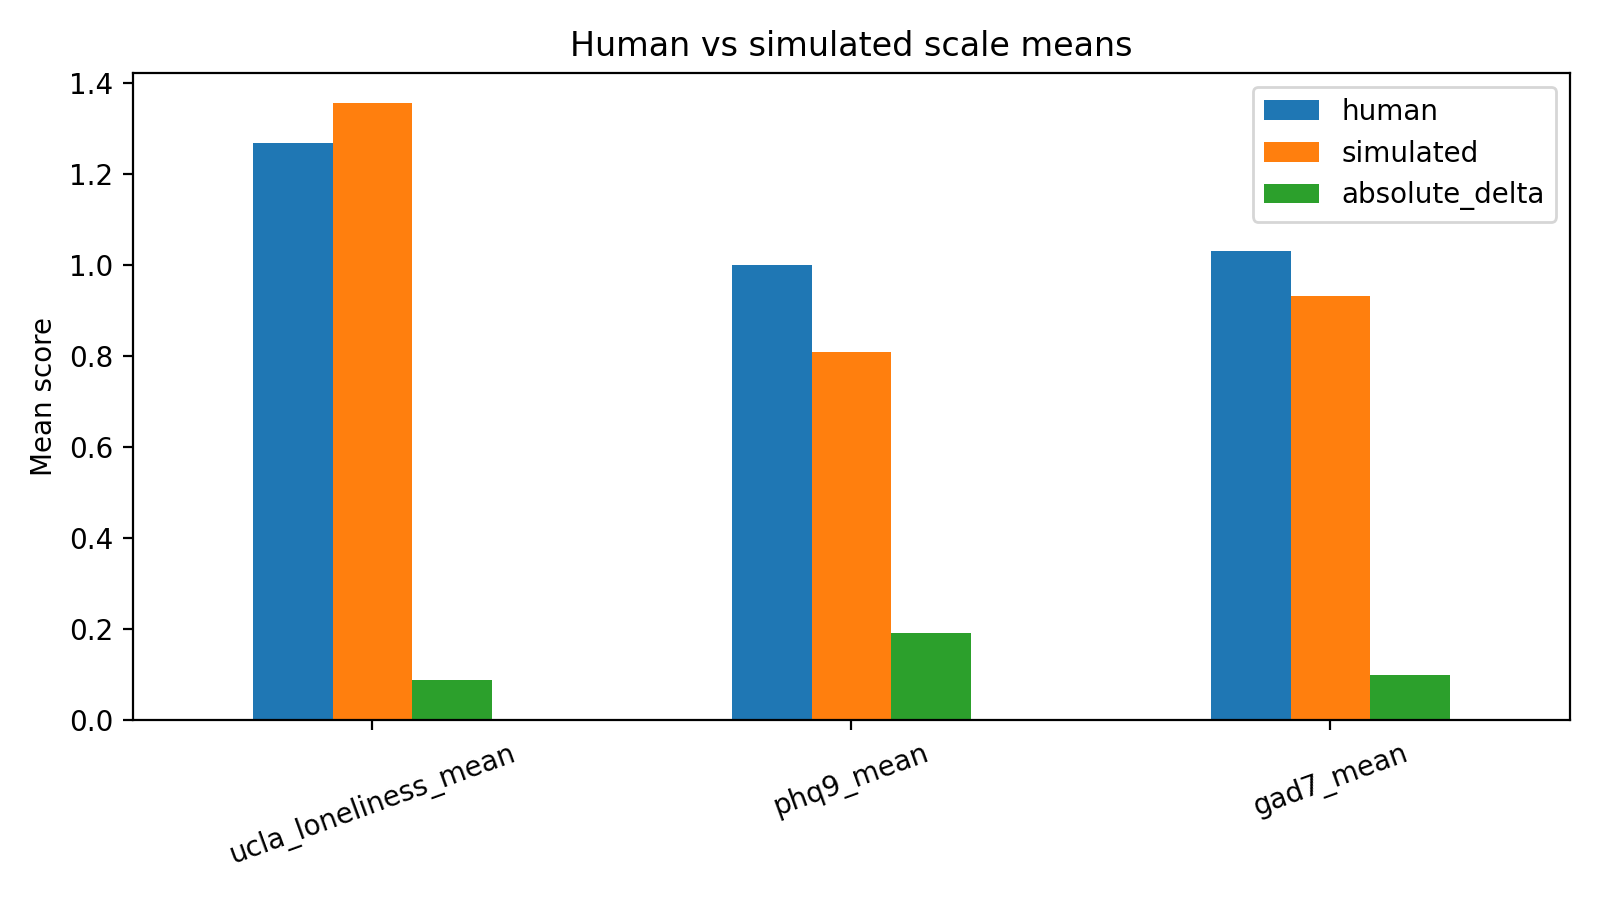 Human vs simulated scale means
human
simulated
absolute_delta
Mean score
1.4
1.2
1.0
0.8
0.6
0.4
0.2
0.0
ucla_loneliness_mean
phq9_mean
gad7_mean